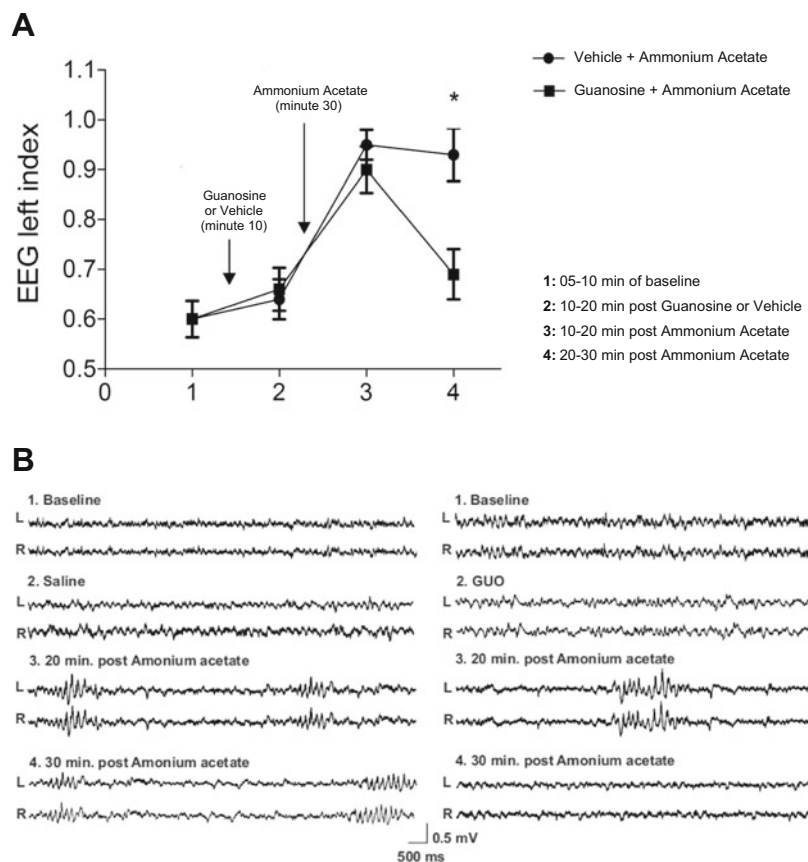 A
Vehicle + Ammonium Acetate
Guanosine + Ammonium Acetate
EEG left index
1.1
1.0
0.9
0.8
0.7
0.6
0.5
0
1
2
3
4
Guanosine
or Vehicle
(minute 10)
Ammonium Acetate
(minute 30)
*
1: 05-10 min of baseline
2: 10-20 min post Guanosine or Vehicle
3: 10-20 min post Ammonium Acetate
4: 20-30 min post Ammonium Acetate
B
1. Baseline
L
R
2. Saline
L
R
3. 20 min. post Amonium acetate
L
R
4. 30 min. post Amonium acetate
L
R
1. Baseline
L
R
2. GUO
L
R
3. 20 min. post Amonium acetate
L
R
4. 30 min. post Amonium acetate
L
R
0.5 mV
500 ms